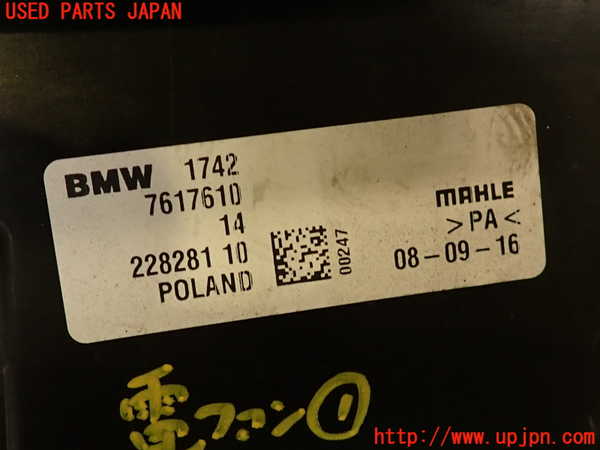 USED PARTS JAPAN
BMW 1742
7617610
14
228281 10
POLAND
00247
MAHLE
>PA<
08-09-16
電ファン①
http://www.upjpn.com/